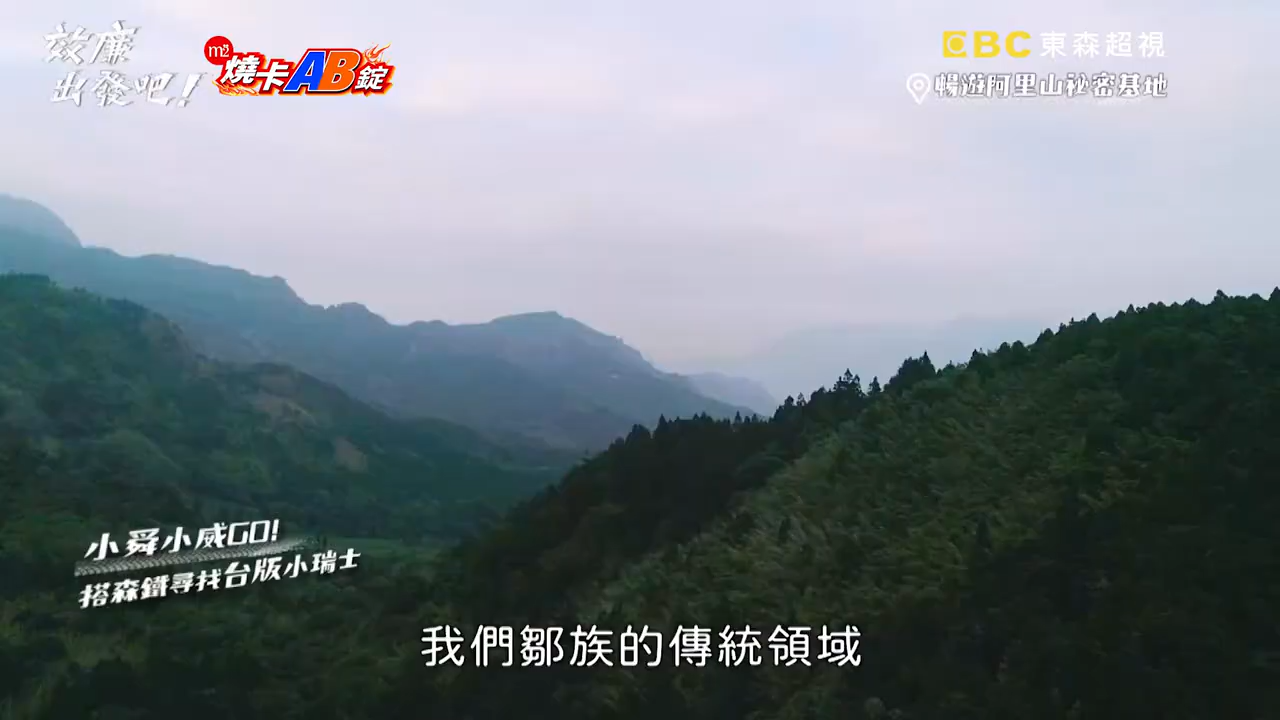 效廉
出發吧!
m2
燒卡AB錠
EBC 東森超視
暢遊阿里山祕密基地
小舜小威GO!
搭森鐵尋找台版小瑞士
我們鄒族的傳統領域